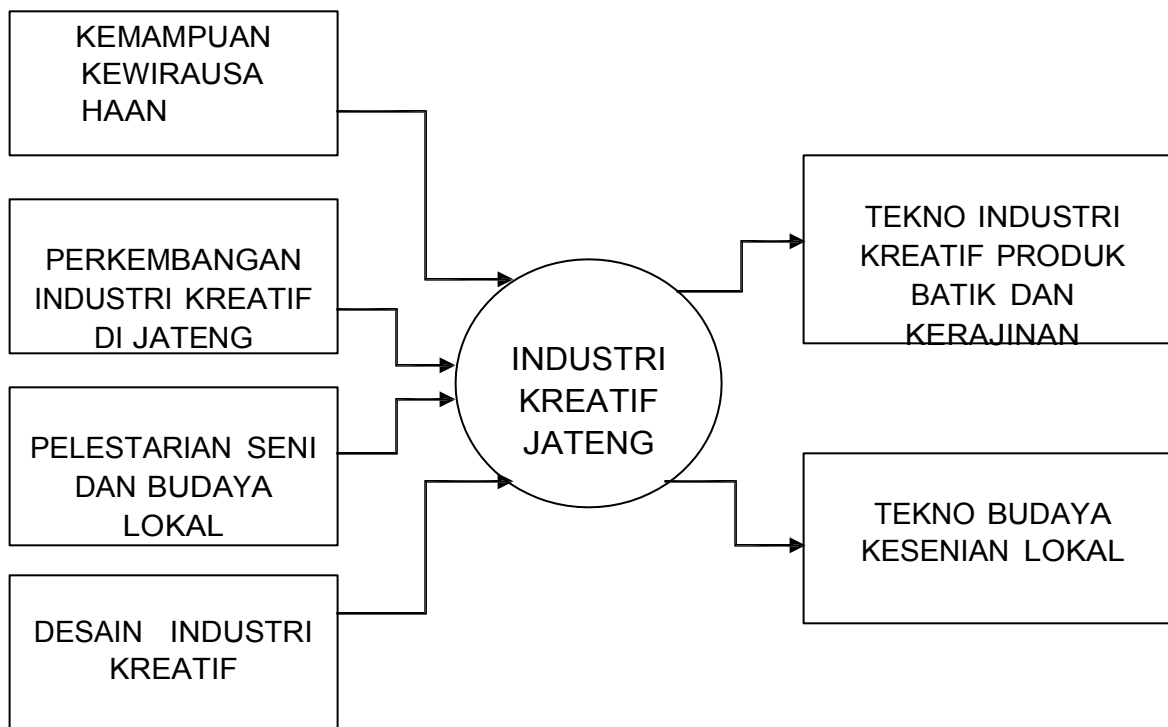 KEMAMPUAN
KEWIRAUSA
HAAN
PERKEMBANGAN
INDUSTRI KREATIF
DI JATENG
PELESTARIAN SENI
DAN BUDAYA
LOKAL
DESAIN INDUSTRI
KREATIF
INDUSTRI
KREATIF
JATENG
TEKNO INDUSTRI
KREATIF PRODUK
BATIK DAN
KERAJINAN
TEKNO BUDAYA
KESENIAN LOKAL